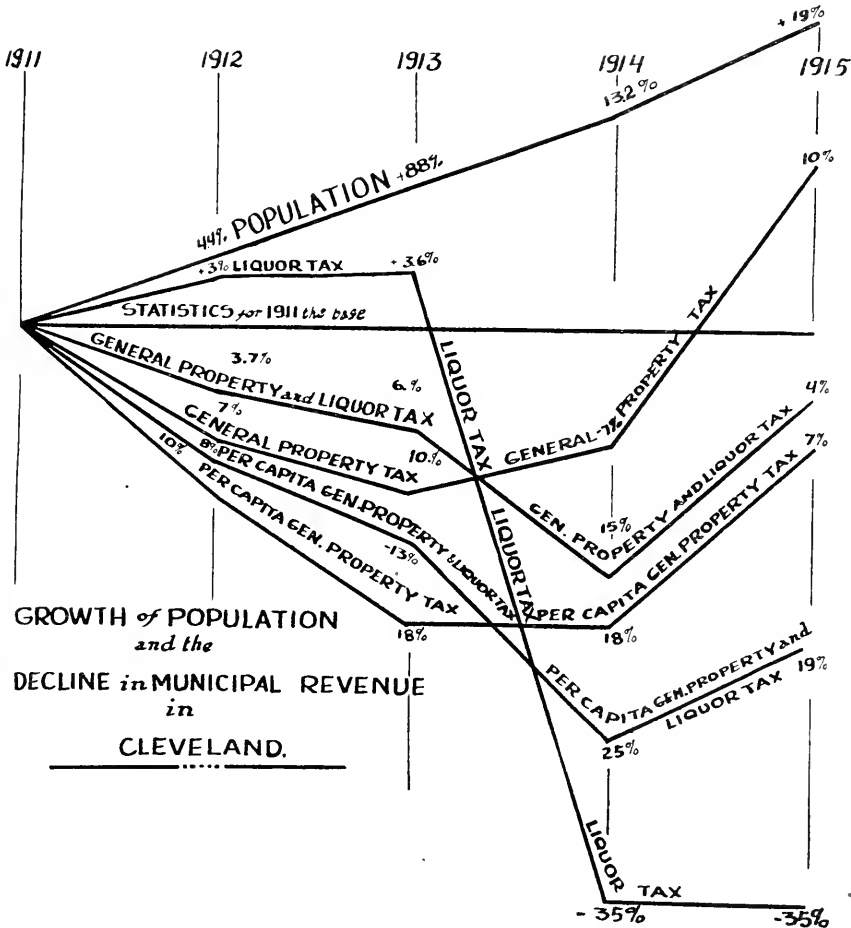 + 19%
1911 1912 1913 1914 1915
13.2%
10%
4.4% POPULATION +88%
+3% LIQUOR TAX +3.6%
STATISTICS for 1911 the base
GENERAL PROPERTY and LIQUOR TAX
3.7%
6.%
GENERAL PROPERTY TAX
7%
10.%
GENERAL -7% PROPERTY TAX
LIQUOR TAX
LIQUOR TAX
8% PER CAPITA GEN. PROPERTY & LIQUOR TAX
-13%
10% PER CAPITA GEN. PROPERTY TAX
18%
GEN. PROPERTY AND LIQUOR TAX
15%
4%
PER CAPITA GEN. PROPERTY TAX
18%
7%
PER CAPITA GEN. PROPERTY and
LIQUOR TAX 19%
25%
GROWTH of POPULATION
and the
DECLINE in MUNICIPAL REVENUE
in
CLEVELAND.
LIQUOR TAX
- 35%
-35%